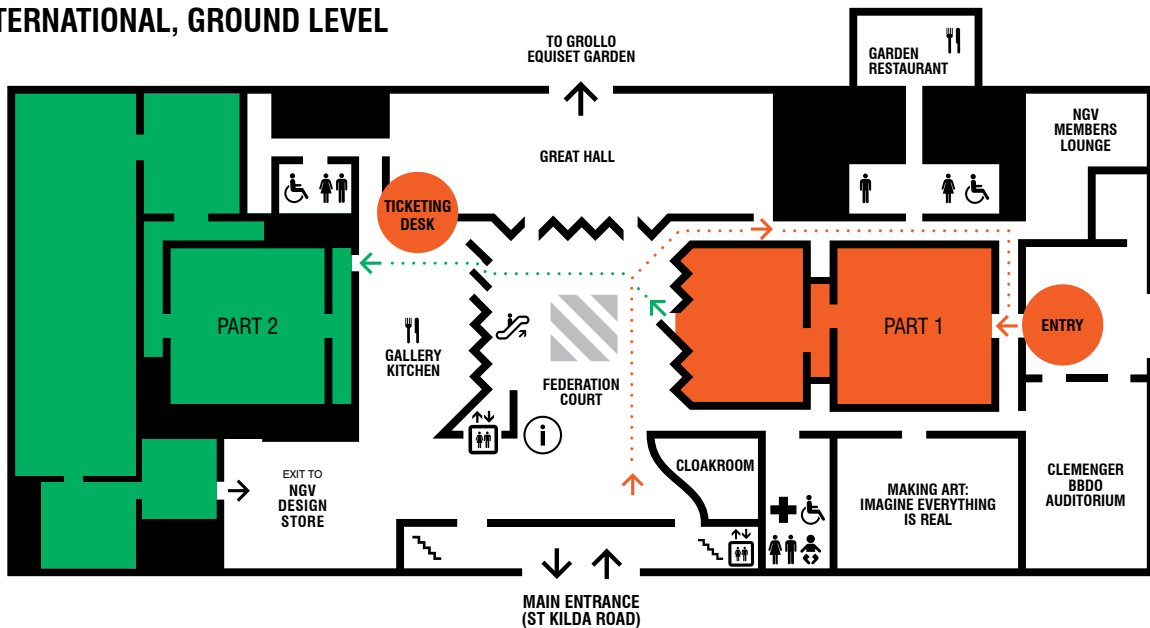 TERNATIONAL, GROUND LEVEL
TO GROLLO
EQUISET GARDEN
GARDEN
RESTAURANT
NGV
MEMBERS
LOUNGE
GREAT HALL
TICKETING
DESK
PART 2
PART 1
ENTRY
GALLERY
KITCHEN
FEDERATION
COURT
i
CLOAKROOM
EXIT TO
NGV
DESIGN
STORE
MAKING ART:
IMAGINE EVERYTHING
IS REAL
CLEMENGER
BBDO
AUDITORIUM
MAIN ENTRANCE
(ST KILDA ROAD)